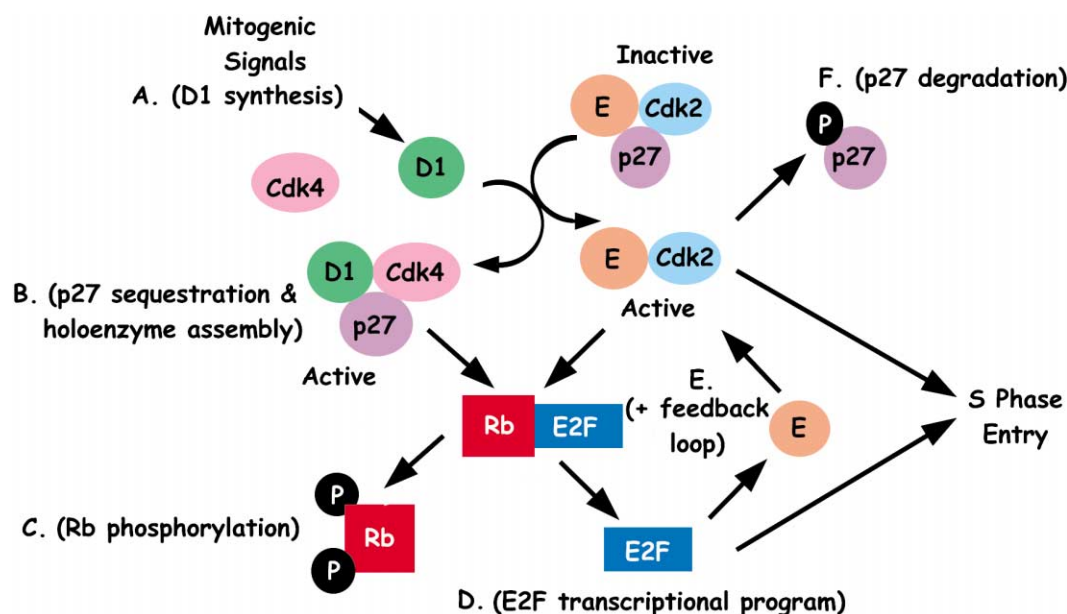 Mitogenic
Signals
A. (D1 synthesis)
Inactive
F. (p27 degradation)
E
Cdk2
p27
P
p27
Cdk4
D1
D1
Cdk4
p27
E
Cdk2
Active
B. (p27 sequestration &
holoenzyme assembly)
Active
E.
(+ feedback
loop)
Rb
E2F
E
S Phase
Entry
C. (Rb phosphorylation)
P
Rb
P
E2F
D. (E2F transcriptional program)